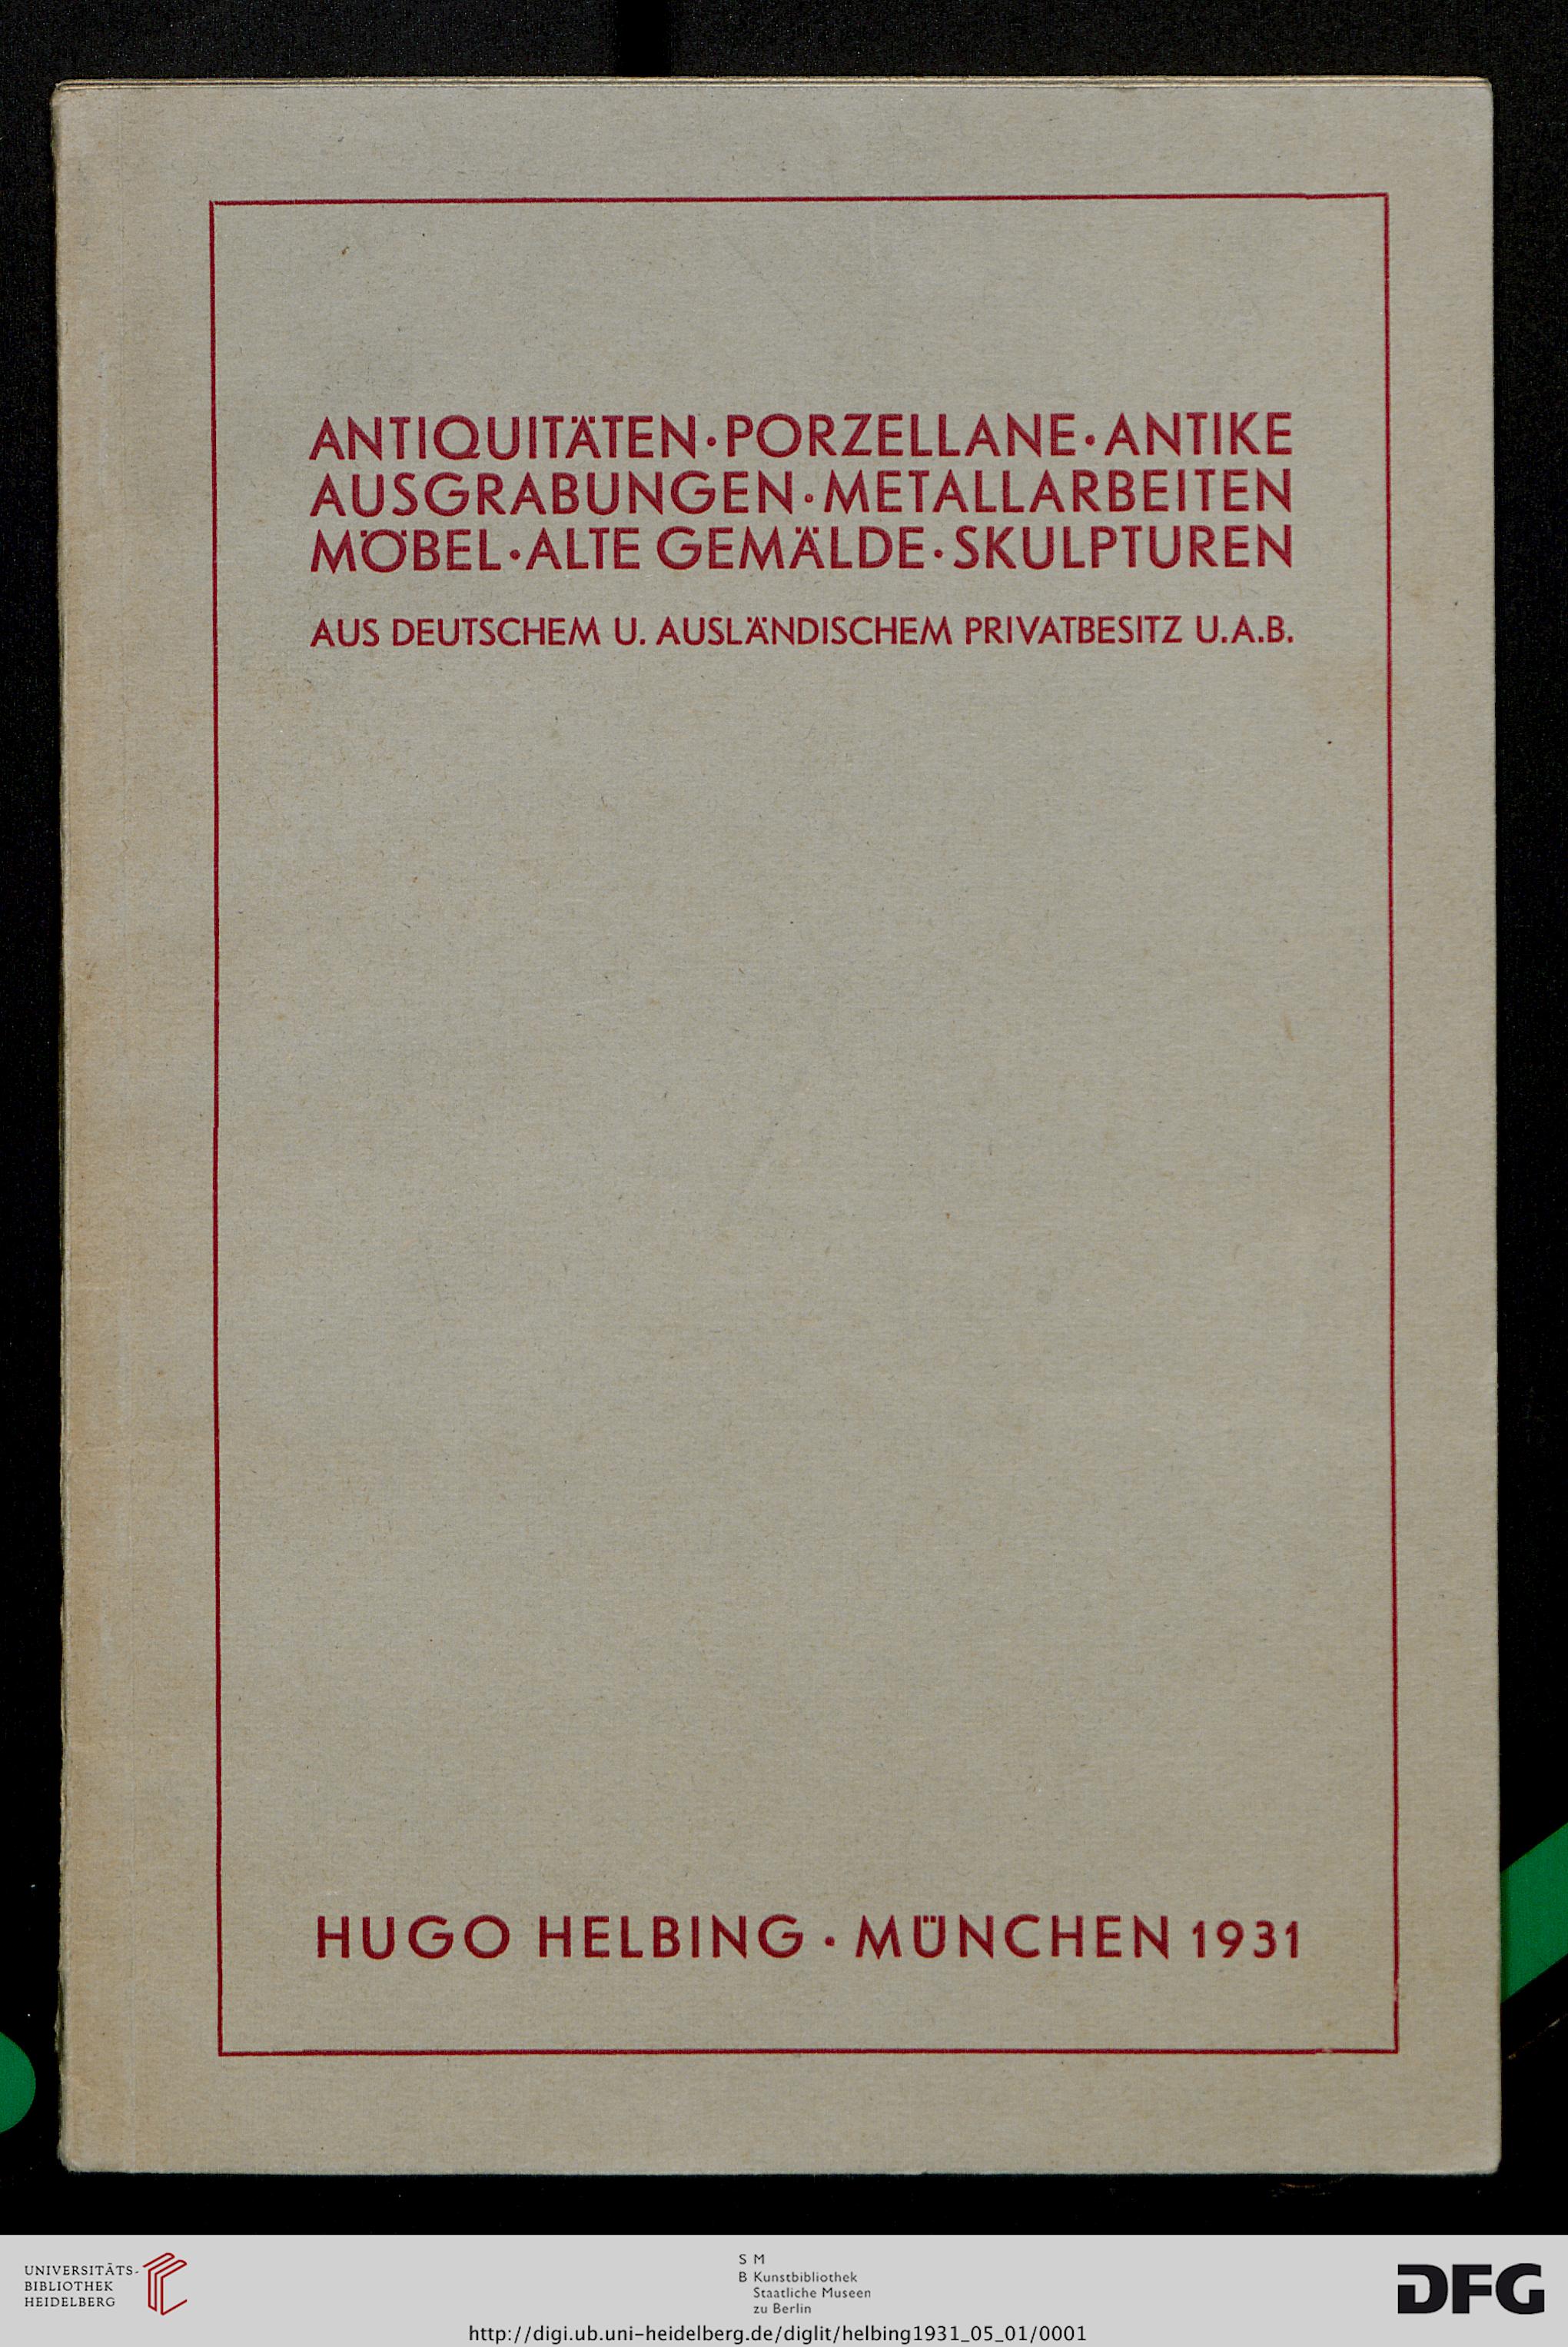 ANTIQUITÄTEN · PORZELLANE · ANTIKE
AUSGRABUNGEN · METALLARBEITEN
MÖBEL · ALTE GEMÄLDE · SKULPTUREN
AUS DEUTSCHEM U. AUSLÄNDISCHEM PRIVATBESITZ U.A.B.
HUGO HELBING · MÜNCHEN 1931
UNIVERSITÄTS-
BIBLIOTHEK
HEIDELBERG
S M
B Kunstbibliothek
Staatliche Museen
zu Berlin
DFG
http://digi.ub.uni-heidelberg.de/diglit/helbing1931_05_01/0001